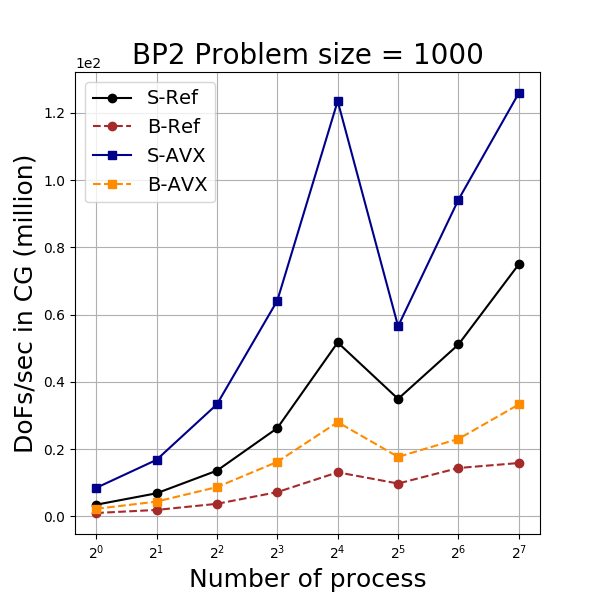 BP2 Problem size = 1000
1e2
S-Ref
B-Ref
S-AVX
B-AVX
DoFs/sec in CG (million)
1.2
1.0
0.8
0.6
0.4
0.2
0.0
2^0 2^1 2^2 2^3 2^4 2^5 2^6 2^7
Number of process